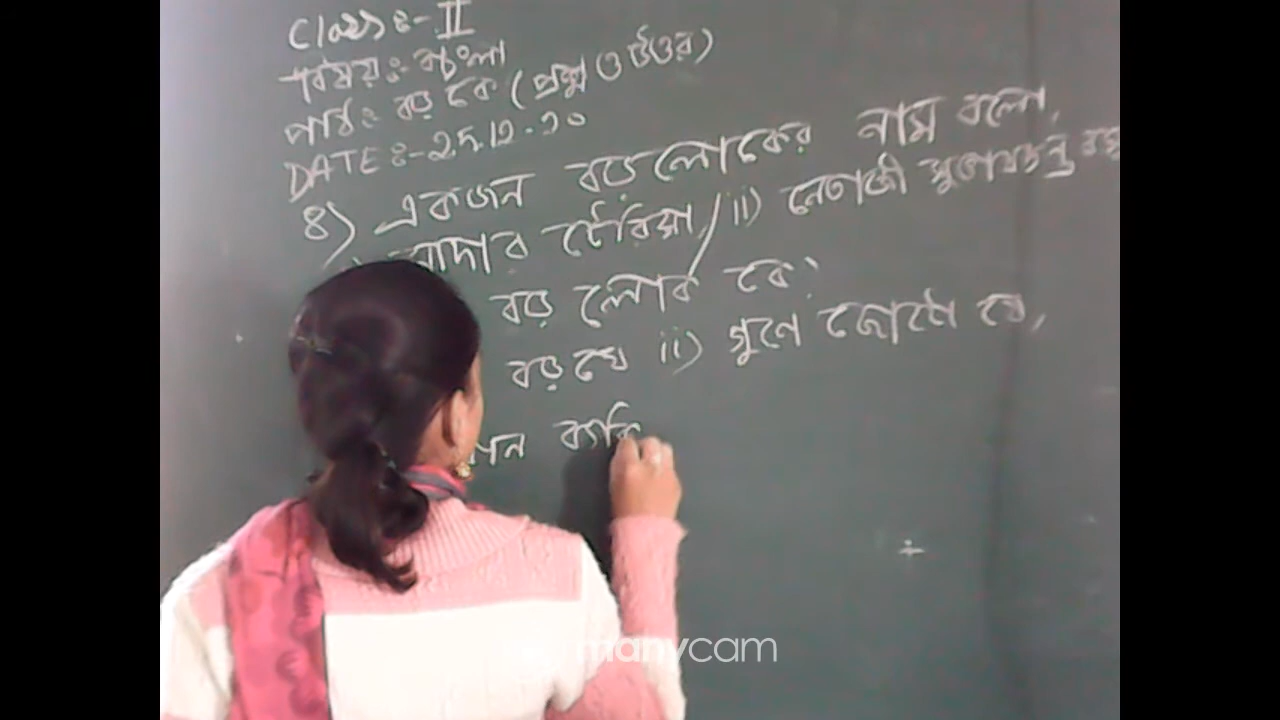 Class:- II
বিষয়ঃ- বাংলা
পাঠঃ বড় কে (প্রশ্ন ও উত্তর)
DATE:- 25.12.20
৪) একজন বড়লোকের নাম বলো,
মাদার টেরিসা, ii) নেতাজী সুভাষচন্দ্র বসু
বড় লোক কে?
বড় যে ii) গুনে জোটো যে,
manycam